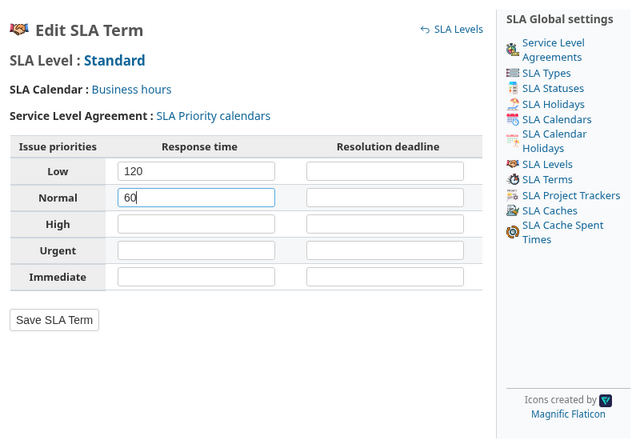 Edit SLA Term
SLA Levels
SLA Level : Standard
SLA Calendar : Business hours
Service Level Agreement : SLA Priority calendars
Issue priorities Response time Resolution deadline
Low 120
Normal 60
High
Urgent
Immediate
Save SLA Term
SLA Global settings
Service Level
Agreements
SLA Types
SLA Statuses
SLA Holidays
SLA Calendars
SLA Calendar
Holidays
SLA Levels
SLA Terms
SLA Project Trackers
SLA Caches
SLA Cache Spent
Times
Icons created by
Magnific Flaticon